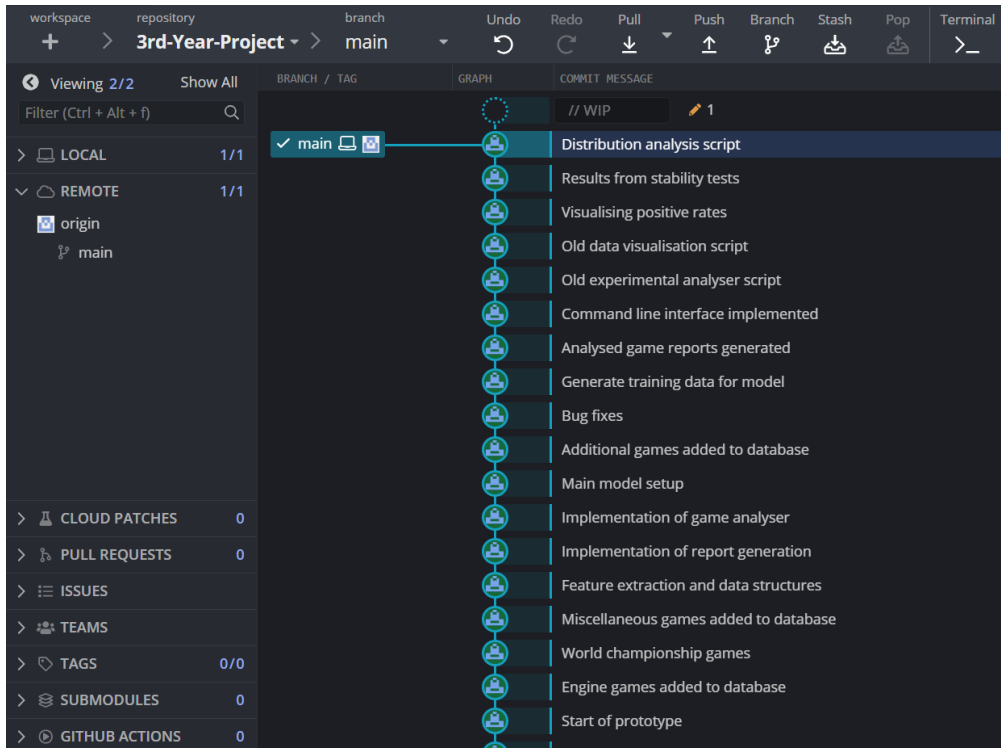 workspace repository branch Undo Redo Pull Push Branch Stash Pop Terminal
3rd-Year-Project main
Viewing 2/2 Show All
Filter (Ctrl + Alt + f)
LOCAL 1/1
REMOTE 1/1
origin
main
CLOUD PATCHES 0
PULL REQUESTS 0
ISSUES
TEAMS
TAGS 0/0
SUBMODULES 0
GITHUB ACTIONS 0
BRANCH / TAG GRAPH COMMIT MESSAGE
// WIP 1
main Distribution analysis script
Results from stability tests
Visualising positive rates
Old data visualisation script
Old experimental analyser script
Command line interface implemented
Analysed game reports generated
Generate training data for model
Bug fixes
Additional games added to database
Main model setup
Implementation of game analyser
Implementation of report generation
Feature extraction and data structures
Miscellaneous games added to database
World championship games
Engine games added to database
Start of prototype